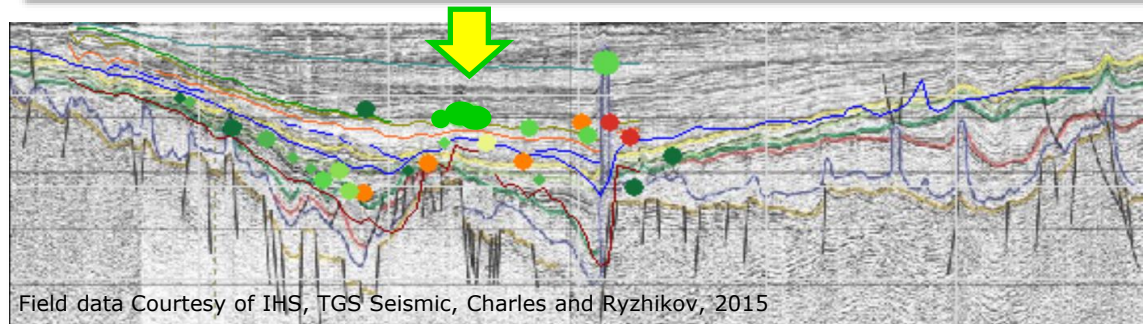 Field data Courtesy of IHS, TGS Seismic, Charles and Ryzhikov, 2015